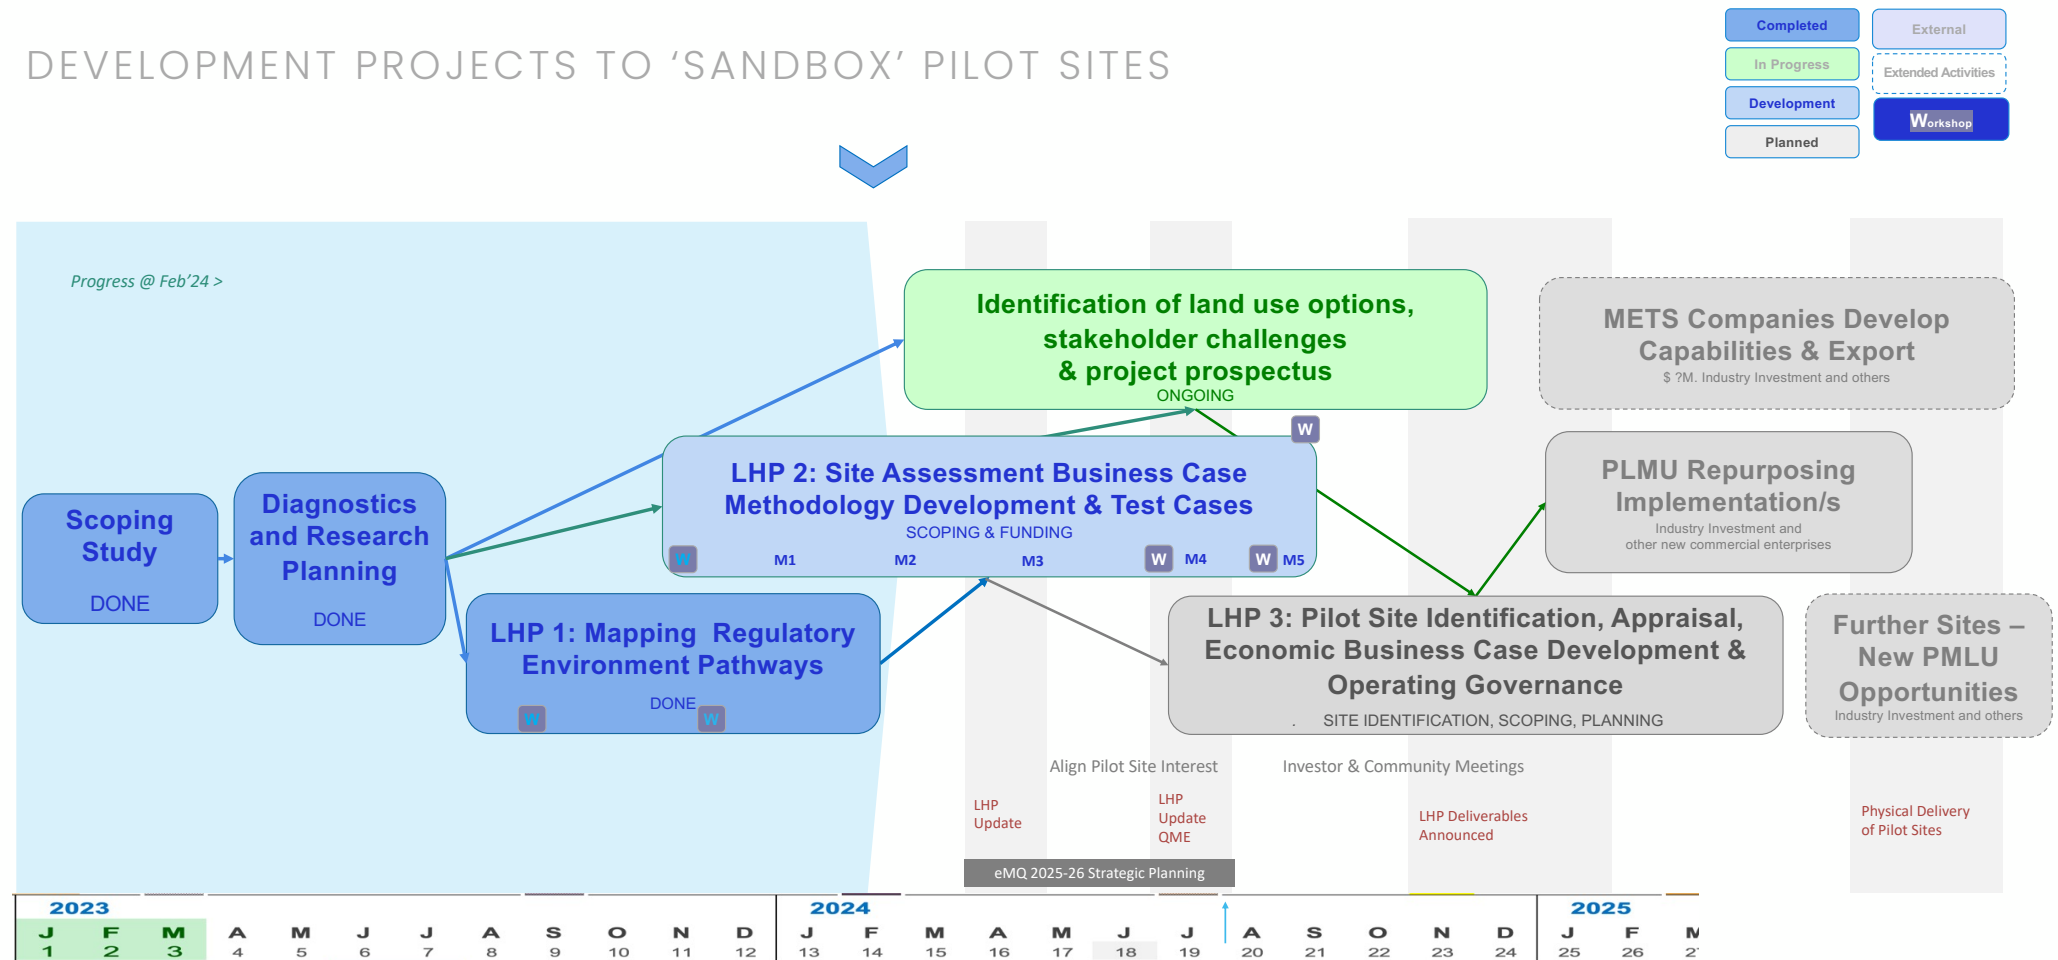 DEVELOPMENT PROJECTS TO ‘SANDBOX’ PILOT SITES
Completed
External
In Progress
Extended Activities
Development
Workshop
Planned
Progress @ Feb’24 >
Identification of land use options,
stakeholder challenges
& project prospectus
ONGOING
METS Companies Develop
Capabilities & Export
$ ?M. Industry Investment and others
W
LHP 2: Site Assessment Business Case
Methodology Development & Test Cases
SCOPING & FUNDING
W M1 M2 M3 W M4 W M5
PLMU Repurposing
Implementation/s
Industry Investment and
other new commercial enterprises
Scoping
Study
DONE
Diagnostics
and Research
Planning
DONE
LHP 1: Mapping  Regulatory
Environment Pathways
DONE
W W
LHP 3: Pilot Site Identification, Appraisal,
Economic Business Case Development &
Operating Governance
. SITE IDENTIFICATION, SCOPING, PLANNING
Further Sites –
New PMLU
Opportunities
Industry Investment and others
Align Pilot Site Interest
Investor & Community Meetings
LHP
Update
LHP
Update
QME
LHP Deliverables
Announced
Physical Delivery
of Pilot Sites
eMQ 2025-26 Strategic Planning
2023 2024 2025
J F M A M J J A S O N D J F M A M J J A S O N D J F M
1 2 3 4 5 6 7 8 9 10 11 12 13 14 15 16 17 18 19 20 21 22 23 24 25 26